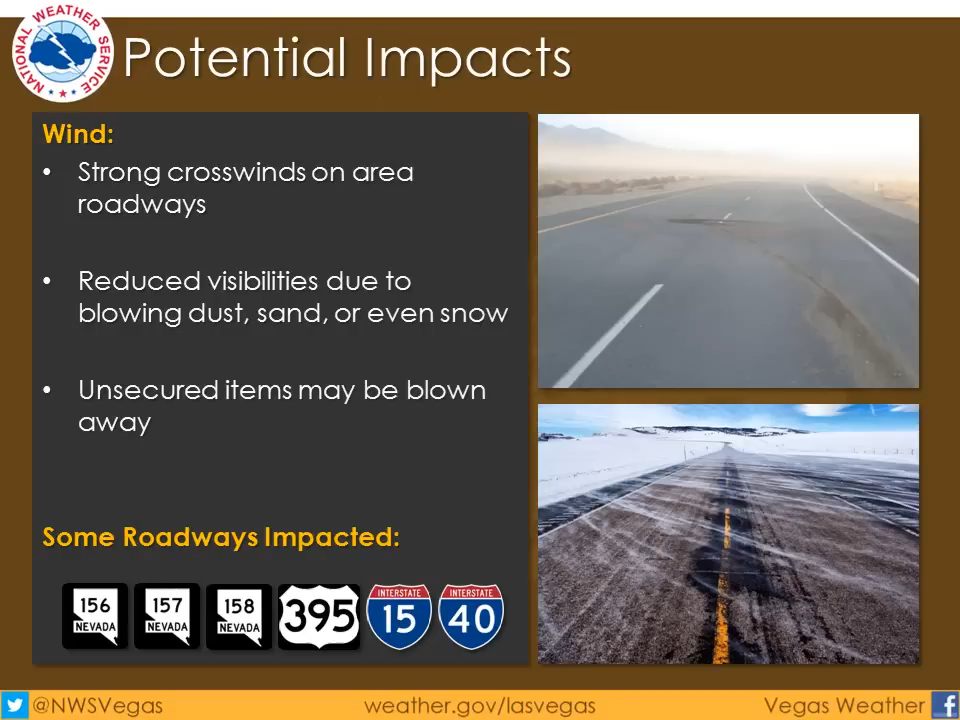 NATIONAL WEATHER SERVICE
Potential Impacts
Wind:
• Strong crosswinds on area
roadways
• Reduced visibilities due to
blowing dust, sand, or even snow
• Unsecured items may be blown
away
Some Roadways Impacted:
156
NEVADA
157
NEVADA
158
NEVADA
395
INTERSTATE
15
INTERSTATE
40
@NWSVegas
weather.gov/lasvegas
Vegas Weather